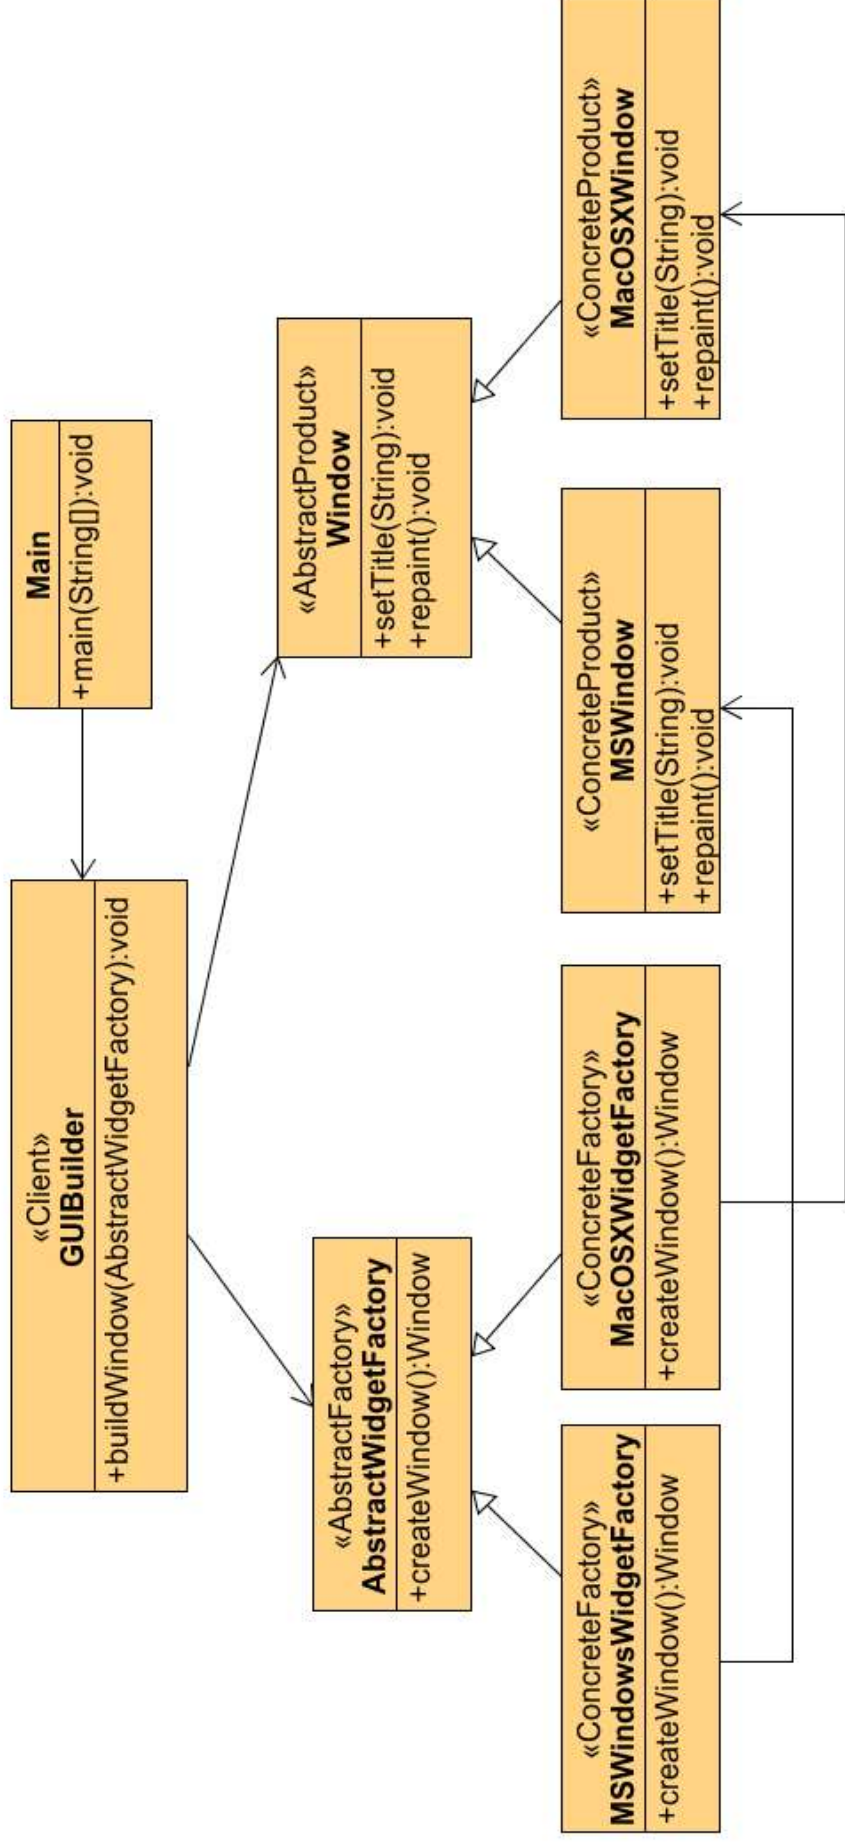 «Client»
GUIBuilder
+buildWindow(AbstractWidgetFactory):void
Main
+main(String[]):void
«AbstractFactory»
AbstractWidgetFactory
+createWindow():Window
«AbstractProduct»
Window
+setTitle(String):void
+repaint():void
«ConcreteFactory»
MSWindowsWidgetFactory
+createWindow():Window
«ConcreteFactory»
MacOSXWidgetFactory
+createWindow():Window
«ConcreteProduct»
MSWindow
+setTitle(String):void
+repaint():void
«ConcreteProduct»
MacOSXWindow
+setTitle(String):void
+repaint():void